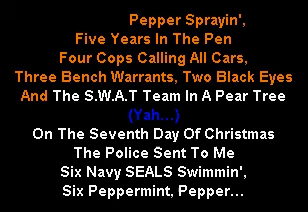 Pepper Sprayin',
Five Years In The Pen
Four Cops Calling All Cars,
Three Bench Warrants, Two Black Eyes
And The S.W.A.T Team In A Pear Tree
(Yah...)
On The Seventh Day Of Christmas
The Police Sent To Me
Six Navy SEALS Swimmin',
Six Peppermint, Pepper...